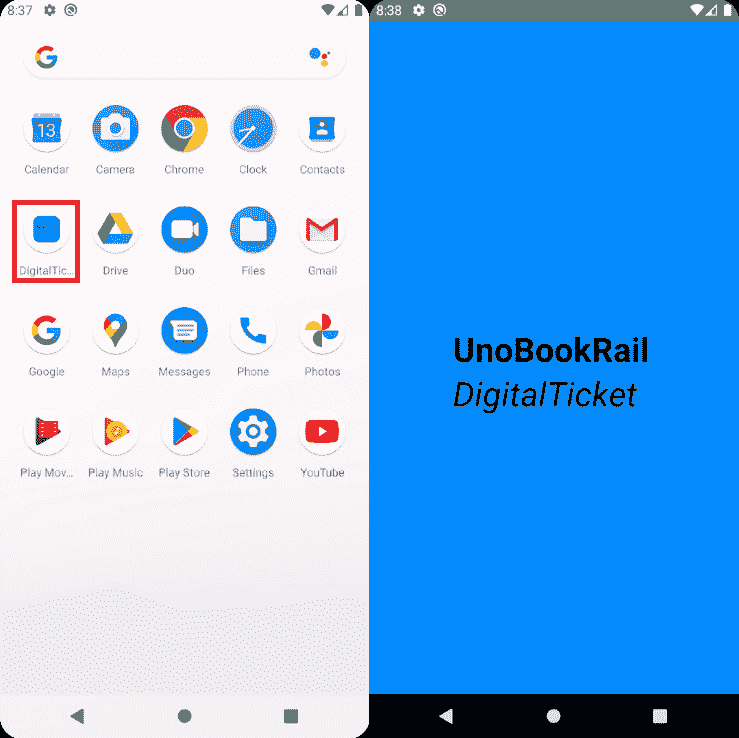 8:37
13
Calendar
Camera
Chrome
Clock
Contacts
DigitalTic...
Drive
Duo
Files
Gmail
Google
Maps
Messages
Phone
Photos
Play Mov...
Play Music
Play Store
Settings
YouTube
8:38
UnoBookRail
DigitalTicket